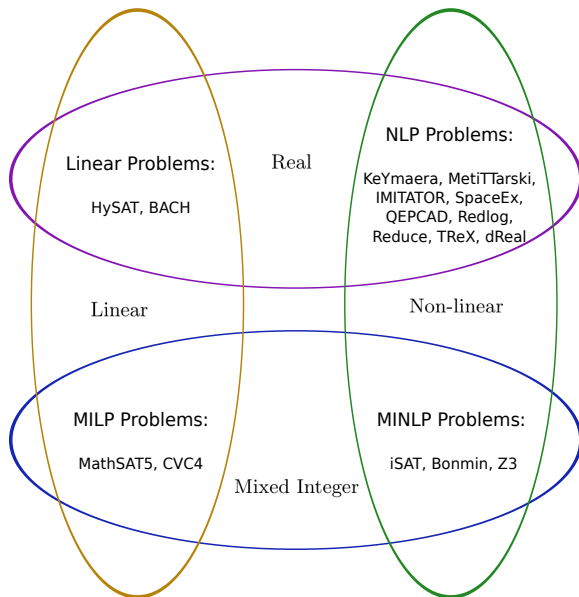 NLP Problems:
Linear Problems:
Real
KeYmaera, MetiTTarski,
IMITATOR, SpaceEx,
HySAT, BACH
QEPCAD, Redlog,
Reduce, TReX, dReal
Linear
Non-linear
MILP Problems:
MINLP Problems:
MathSAT5, CVC4
iSAT, Bonmin, Z3
Mixed Integer